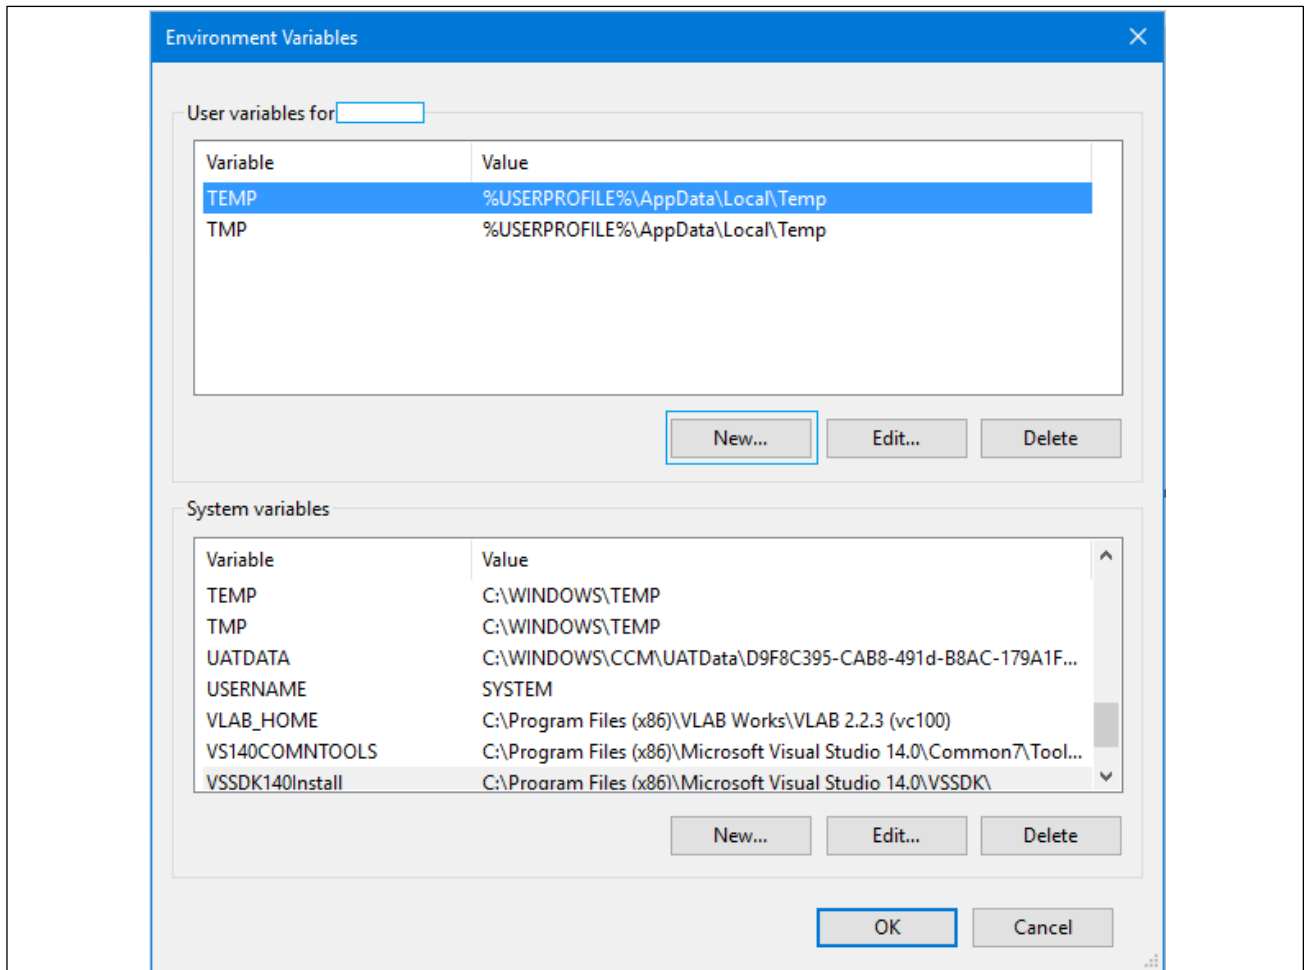 Environment Variables
User variables for
Variable Value
TEMP %USERPROFILE%\AppData\Local\Temp
TMP %USERPROFILE%\AppData\Local\Temp
New... Edit... Delete
System variables
Variable Value
TEMP C:\WINDOWS\TEMP
TMP C:\WINDOWS\TEMP
UATDATA C:\WINDOWS\CCM\UATData\D9F8C395-CAB8-491d-B8AC-179A1F...
USERNAME SYSTEM
VLAB_HOME C:\Program Files (x86)\VLAB Works\VLAB 2.2.3 (vc100)
VS140COMNTOOLS C:\Program Files (x86)\Microsoft Visual Studio 14.0\Common7\Tool...
VSSDK140Install C:\Program Files (x86)\Microsoft Visual Studio 14.0\VSSDK\
New... Edit... Delete
OK Cancel